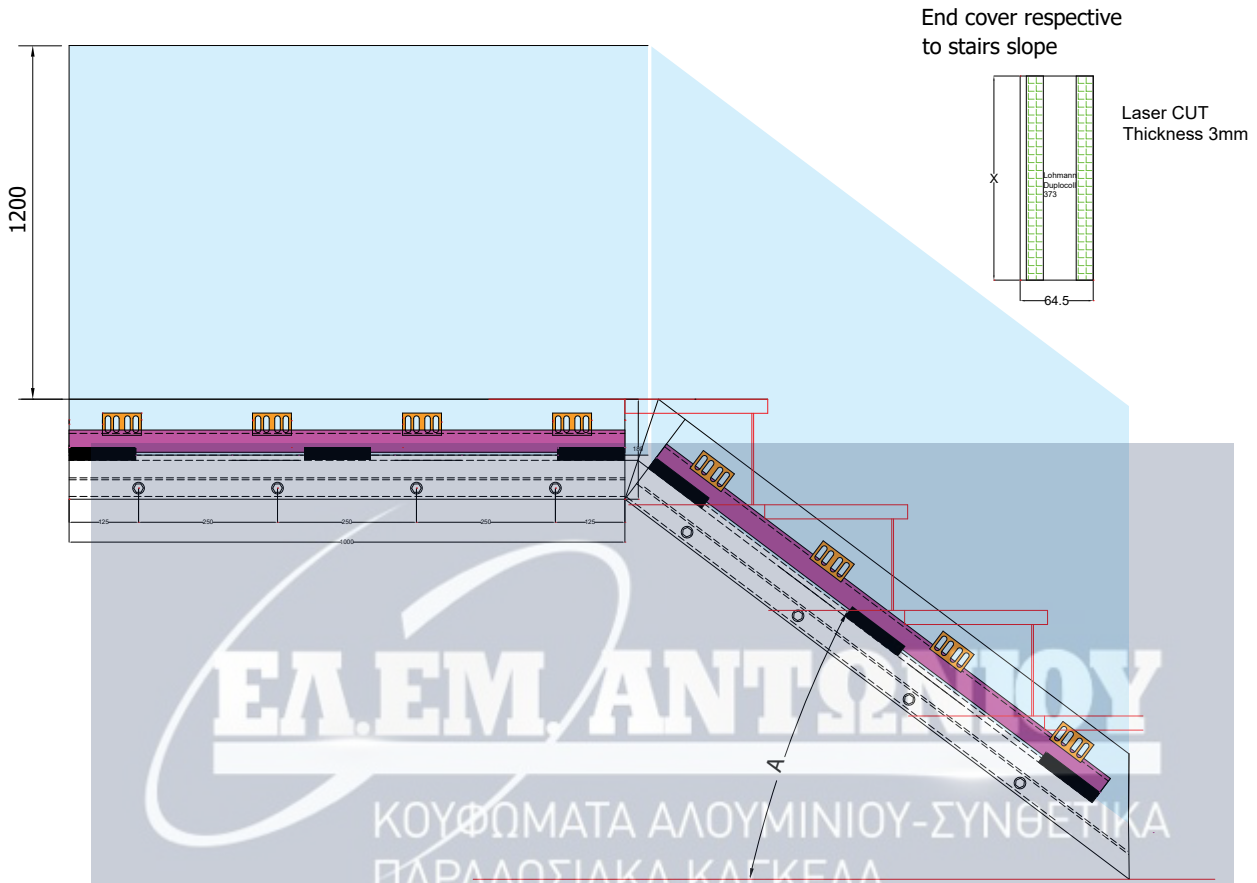 End cover respective
to stairs slope
Laser CUT
Thickness 3mm
X
Lohmann
Duplocoll
373
64.5
1200
100
125
250
250
250
125
1000
A
ΕΛ.ΕΜ. ΑΝΤΩΝΙΟΥ
ΚΟΥΦΩΜΑΤΑ ΑΛΟΥΜΙΝΙΟΥ-ΣΥΝΘΕΤΙΚΑ
ΠΑΡΑΔΟΣΙΑΚΑ ΚΑΓΚΕΛΑ